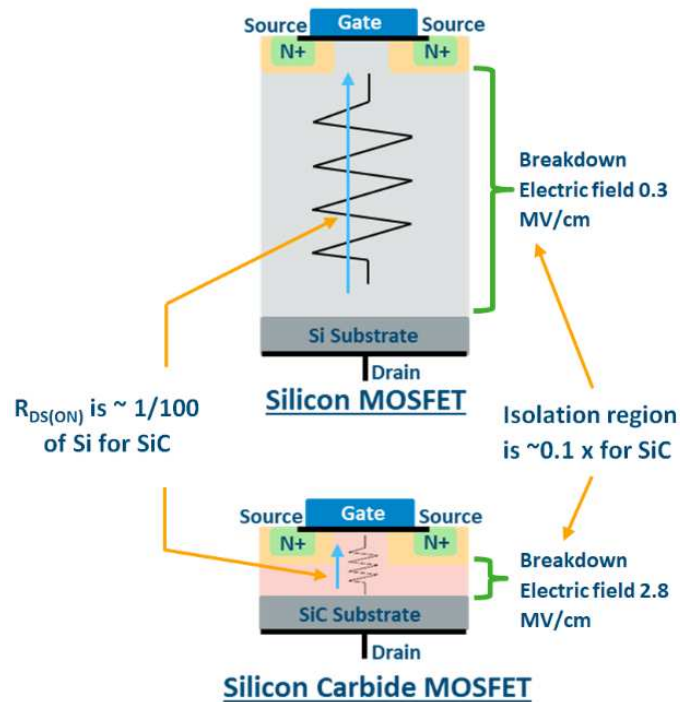 Source Gate Source
N+ N+
Breakdown
Electric field 0.3
MV/cm
Si Substrate
Drain
Silicon MOSFET
R_DS(ON) is ~ 1/100
of Si for SiC
Isolation region
is ~0.1 x for SiC
Source Gate Source
N+ N+
Breakdown
Electric field 2.8
MV/cm
SiC Substrate
Drain
Silicon Carbide MOSFET